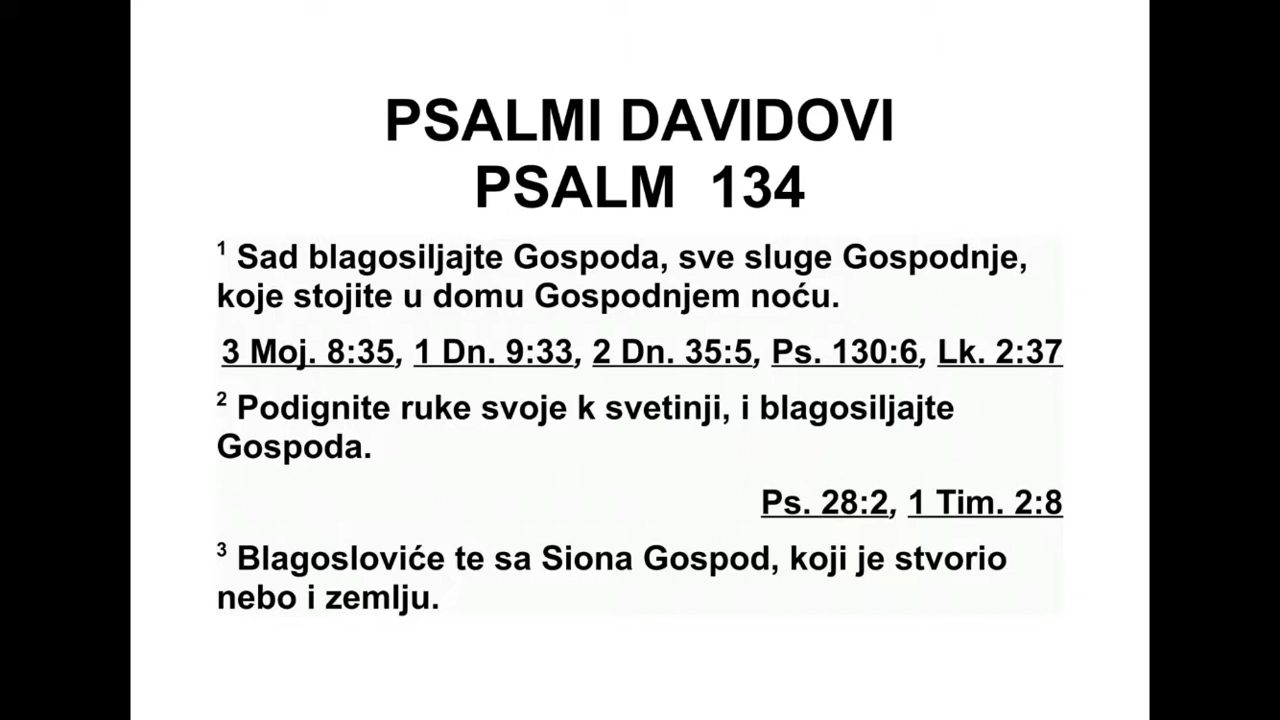 PSALMI DAVIDOVI
PSALM 134
¹ Sad blagosiljajte Gospoda, sve sluge Gospodnje,
koje stojite u domu Gospodnjem noću.
3 Moj. 8:35, 1 Dn. 9:33, 2 Dn. 35:5, Ps. 130:6, Lk. 2:37
² Podignite ruke svoje k svetinji, i blagosiljajte
Gospoda.
Ps. 28:2, 1 Tim. 2:8
³ Blagosloviće te sa Siona Gospod, koji je stvorio
nebo i zemlju.